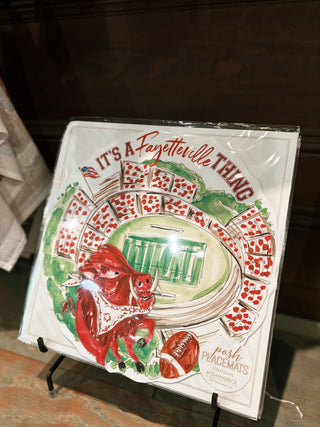 IT'S A Fayetteville THING
posh
PLACEMATS